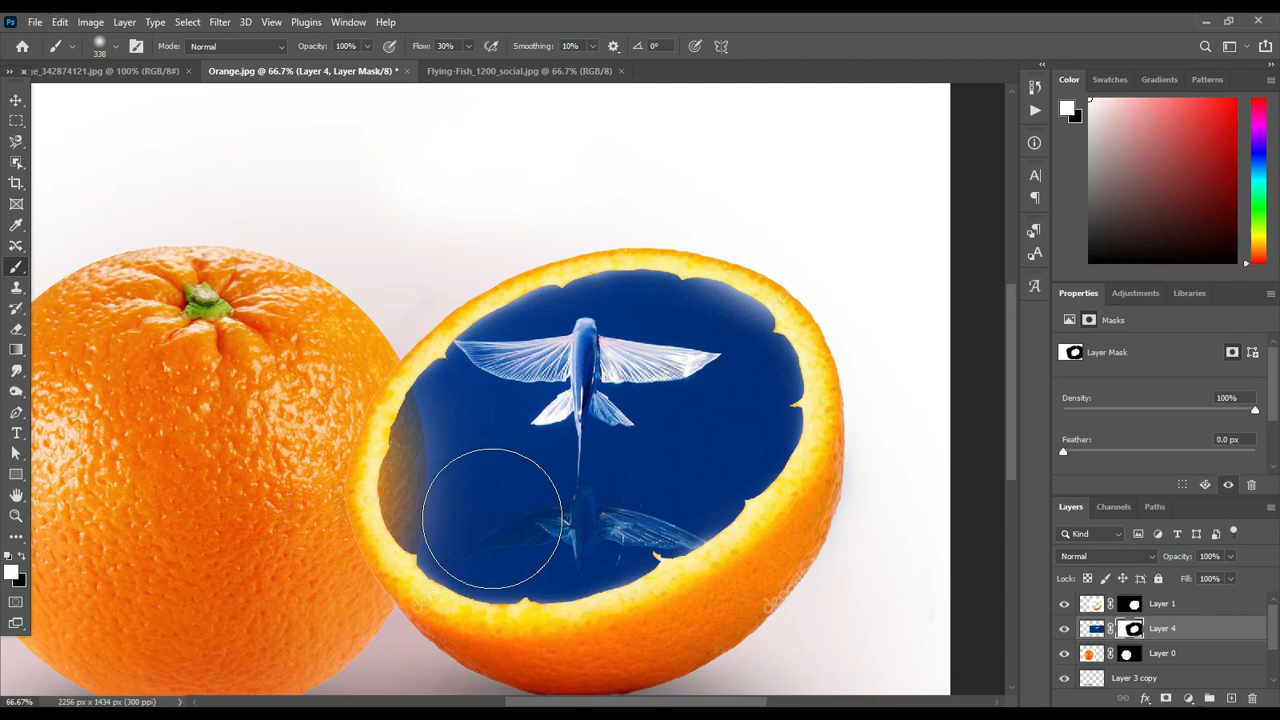 Ps File Edit Image Layer Type Select Filter 3D View Plugins Window Help
338 Mode: Normal Opacity: 100% Flow: 30% Smoothing: 10% 0°
ge_342874121.jpg @ 100% (RGB/8#) Orange.jpg @ 66.7% (Layer 4, Layer Mask/8) * Flying-Fish_1200_social.jpg @ 66.7% (RGB/8)
Color Swatches Gradients Patterns
Properties Adjustments Libraries
Masks
Layer Mask
Density: 100%
Feather: 0.0 px
Layers Channels Paths
Kind
Normal Opacity: 100%
Lock: Fill: 100%
Layer 1
Layer 4
Layer 0
Layer 3 copy
66.67% 2256 px x 1434 px (300 ppi)
fx